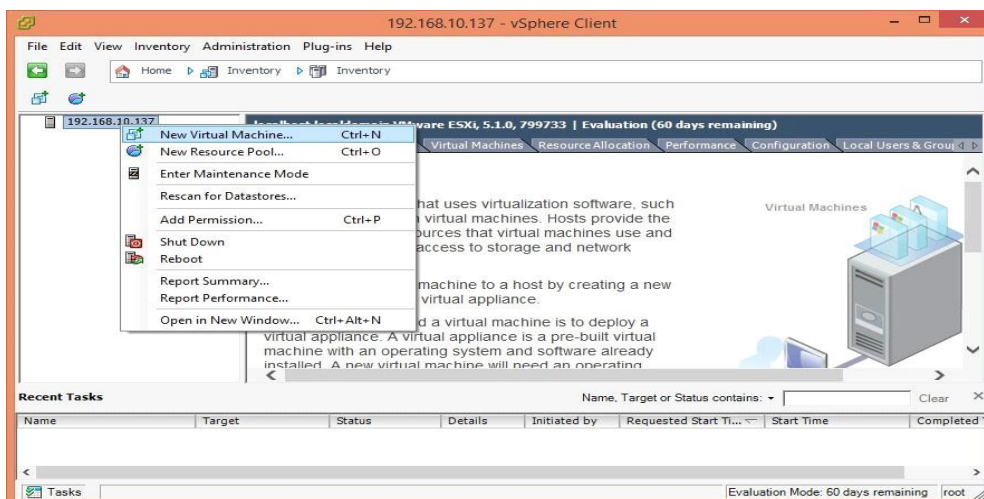 192.168.10.137 - vSphere Client
File Edit View Inventory Administration Plug-ins Help
Home Inventory Inventory
192.168.10.137
VMware ESXi, 5.1.0, 799733 | Evaluation (60 days remaining)
Virtual Machines Resource Allocation Performance Configuration Local Users & Grou
New Virtual Machine... Ctrl+N
New Resource Pool... Ctrl+O
Enter Maintenance Mode
Rescan for Datastores...
Add Permission... Ctrl+P
Shut Down
Reboot
Report Summary...
Report Performance...
Open in New Window... Ctrl+Alt+N
that uses virtualization software, such
virtual machines. Hosts provide the
virtual machines use and
access to storage and network
machine to a host by creating a new
virtual appliance.
a virtual machine is to deploy a
virtual appliance. A virtual appliance is a pre-built virtual
machine with an operating system and software already
installed. A new virtual machine will need an operating
Virtual Machines
Recent Tasks Name, Target or Status contains: Clear
Name Target Status Details Initiated by Requested Start Ti... Start Time Completed
Tasks Evaluation Mode: 60 days remaining root